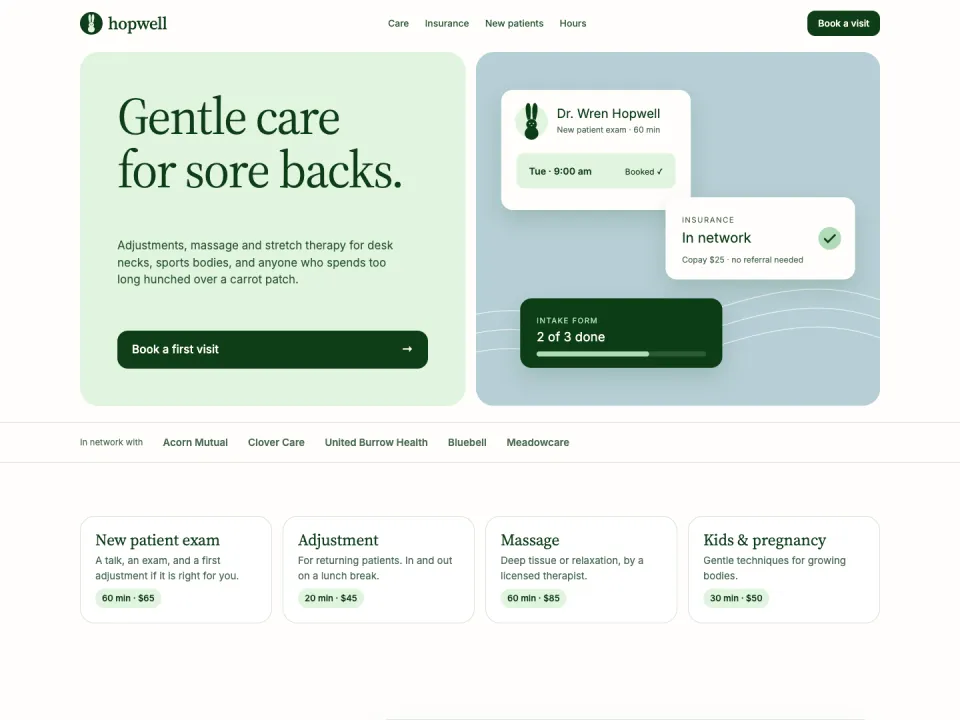 hopwell
Care
Insurance
New patients
Hours
Book a visit
Gentle care
for sore backs.
Adjustments, massage and stretch therapy for desk
necks, sports bodies, and anyone who spends too
long hunched over a carrot patch.
Book a first visit →
Dr. Wren Hopwell
New patient exam · 60 min
Tue · 9:00 am
Booked ✓
INSURANCE
In network
Copay $25 · no referral needed
INTAKE FORM
2 of 3 done
In network with
Acorn Mutual
Clover Care
United Burrow Health
Bluebell
Meadowcare
New patient exam
A talk, an exam, and a first
adjustment if it is right for you.
60 min · $65
Adjustment
For returning patients. In and out
on a lunch break.
20 min · $45
Massage
Deep tissue or relaxation, by a
licensed therapist.
60 min · $85
Kids & pregnancy
Gentle techniques for growing
bodies.
30 min · $50